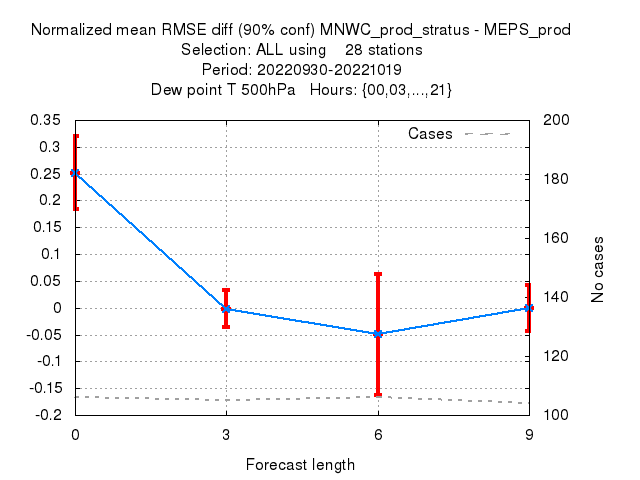 Normalized mean RMSE diff (90% conf) MNWC_prod_stratus - MEPS_prod
Selection: ALL using 28 stations
Period: 20220930-20221019
Dew point T 500hPa Hours: {00,03,...,21}
Cases
0.35
0.3
0.25
0.2
0.15
0.1
0.05
0
-0.05
-0.1
-0.15
-0.2
200
180
160
140
120
100
No cases
0 3 6 9
Forecast length